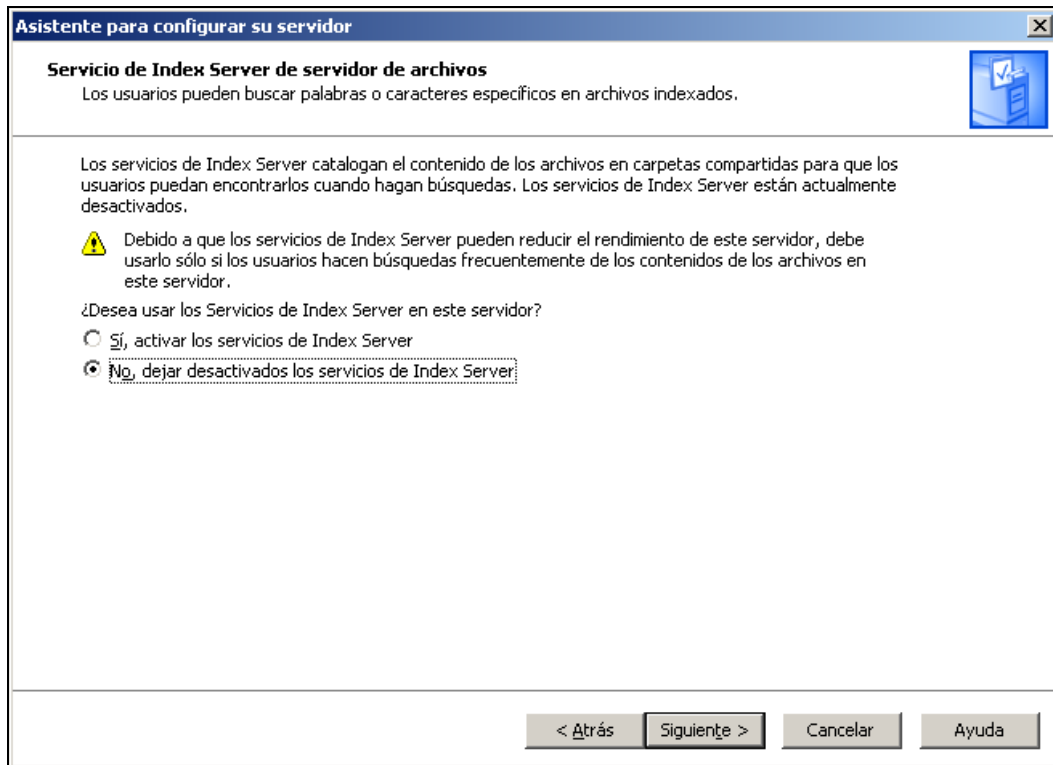 Asistente para configurar su servidor
Servicio de Index Server de servidor de archivos
Los usuarios pueden buscar palabras o caracteres específicos en archivos indexados.
Los servicios de Index Server catalogan el contenido de los archivos en carpetas compartidas para que los
usuarios puedan encontrarlos cuando hagan búsquedas. Los servicios de Index Server están actualmente
desactivados.
Debido a que los servicios de Index Server pueden reducir el rendimiento de este servidor, debe
usarlo sólo si los usuarios hacen búsquedas frecuentemente de los contenidos de los archivos en
este servidor.
¿Desea usar los Servicios de Index Server en este servidor?
Sí, activar los servicios de Index Server
No, dejar desactivados los servicios de Index Server
< Atrás Siguiente > Cancelar Ayuda